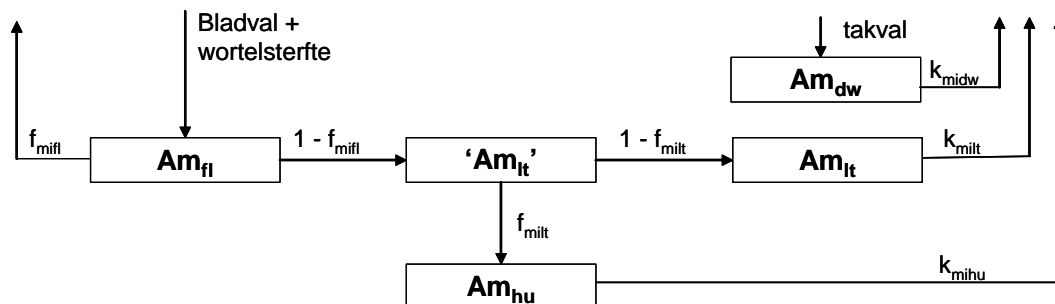 Bladval +
wortelsterfte
takval
Am_dw
k_midw
f_mifl
Am_fl
1 - f_mifl
‘Am_lt’
1 - f_milt
Am_lt
k_milt
f_milt
Am_hu
k_mihu